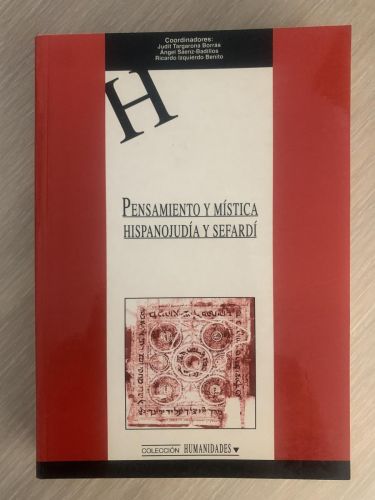 Coordinadores:
Judit Targarona Borrás
Ángel Sáenz-Badillos
Ricardo Izquierdo Benito
H
PENSAMIENTO Y MÍSTICA
HISPANOJUDÍA Y SEFARDÍ
COLECCIÓN HUMANIDADES